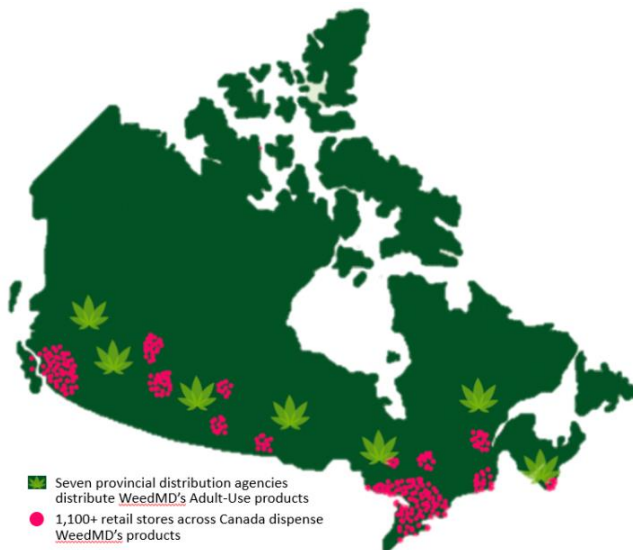 Seven provincial distribution agencies
distribute WeedMD's Adult-Use products
1,100+ retail stores across Canada dispense
WeedMD's products